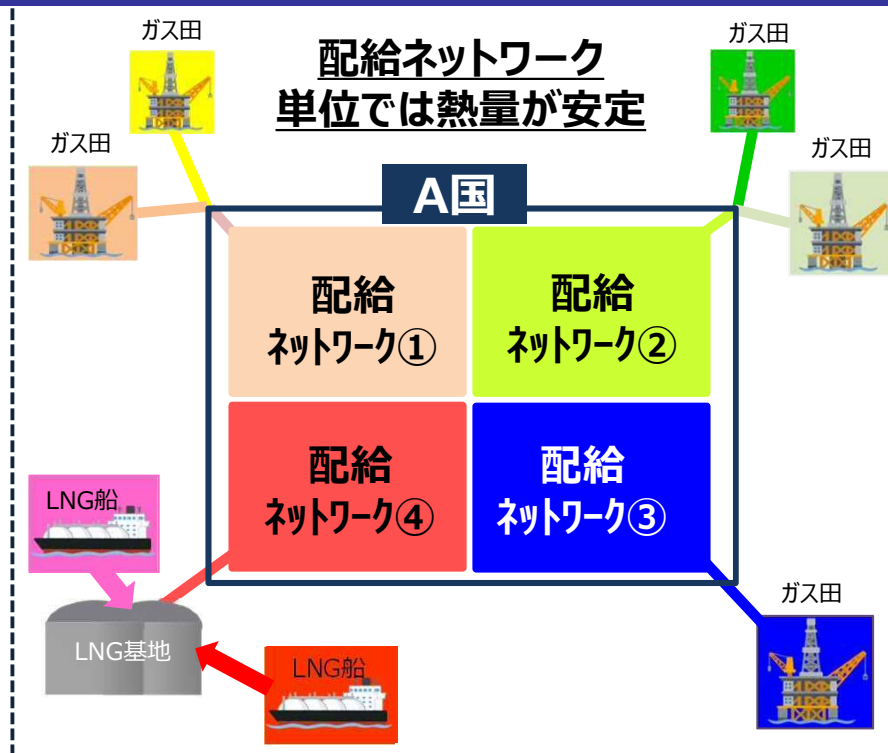 ガス田
配給ネットワーク
単位では熱量が安定
ガス田
ガス田
ガス田
A国
配給
ネットワーク①
配給
ネットワーク②
配給
ネットワーク④
配給
ネットワーク③
LNG船
ガス田
LNG基地
LNG船